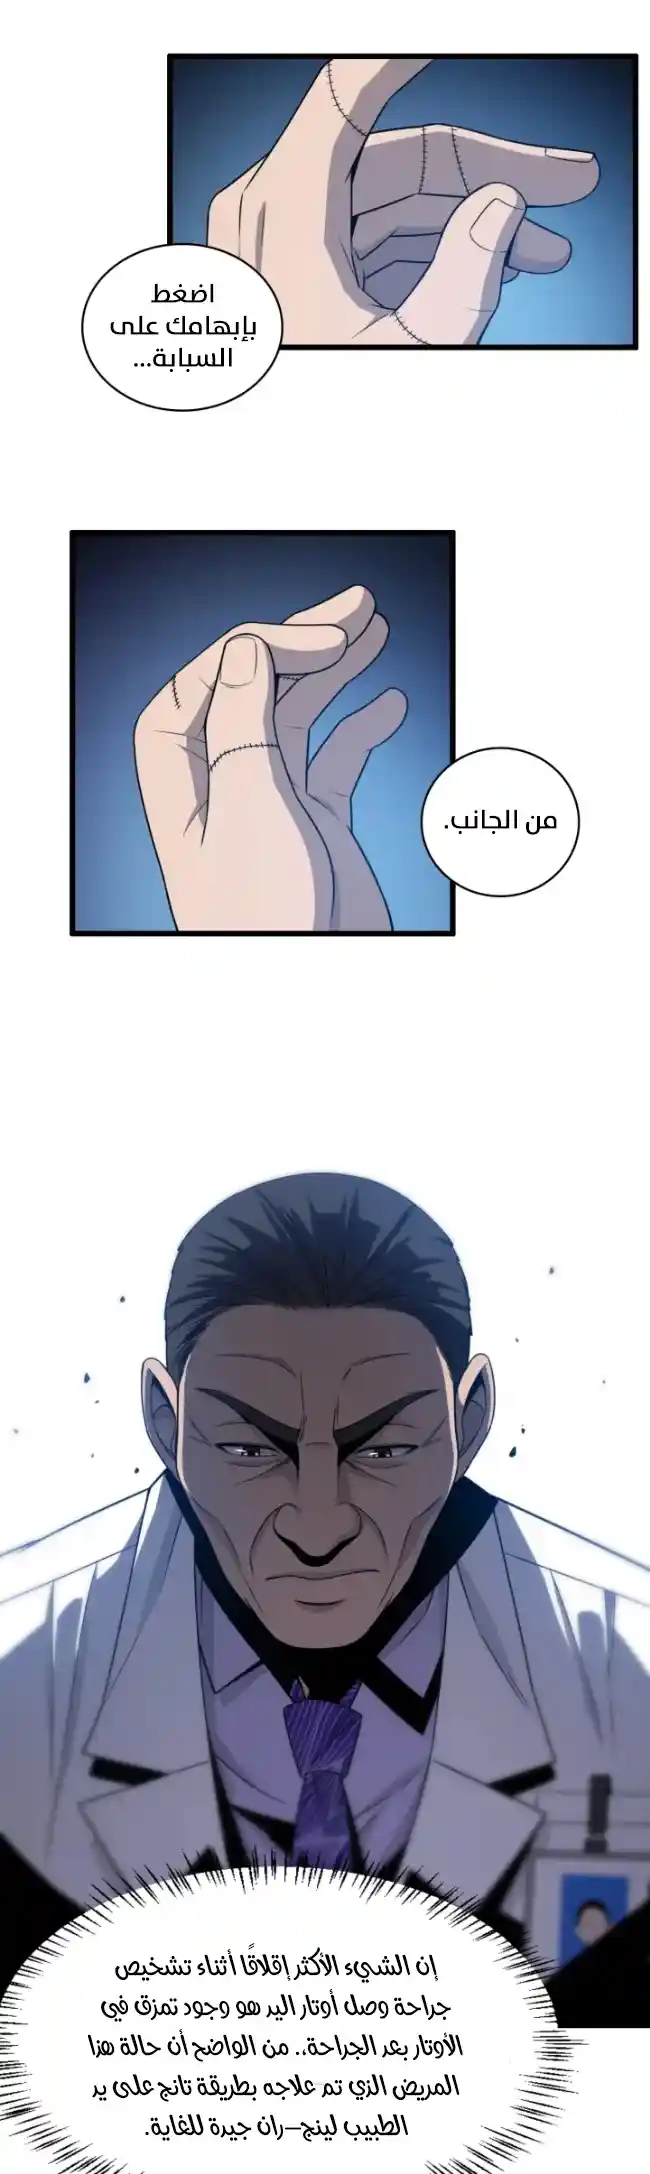 اضغط
بإبهامك على
السبابة...
من الجانب.
إن الشيء الأكثر إقلاقًا أثناء تشخيص
جراحة وصل أوتار اليد هو وجود تمزق في
الأوتار بعد الجراحة،. من الواضح أن حالة هذا
المريض الذي تم علاجه بطريقة تانج على يد
الطبيب لينج-ران جيدة للغاية.